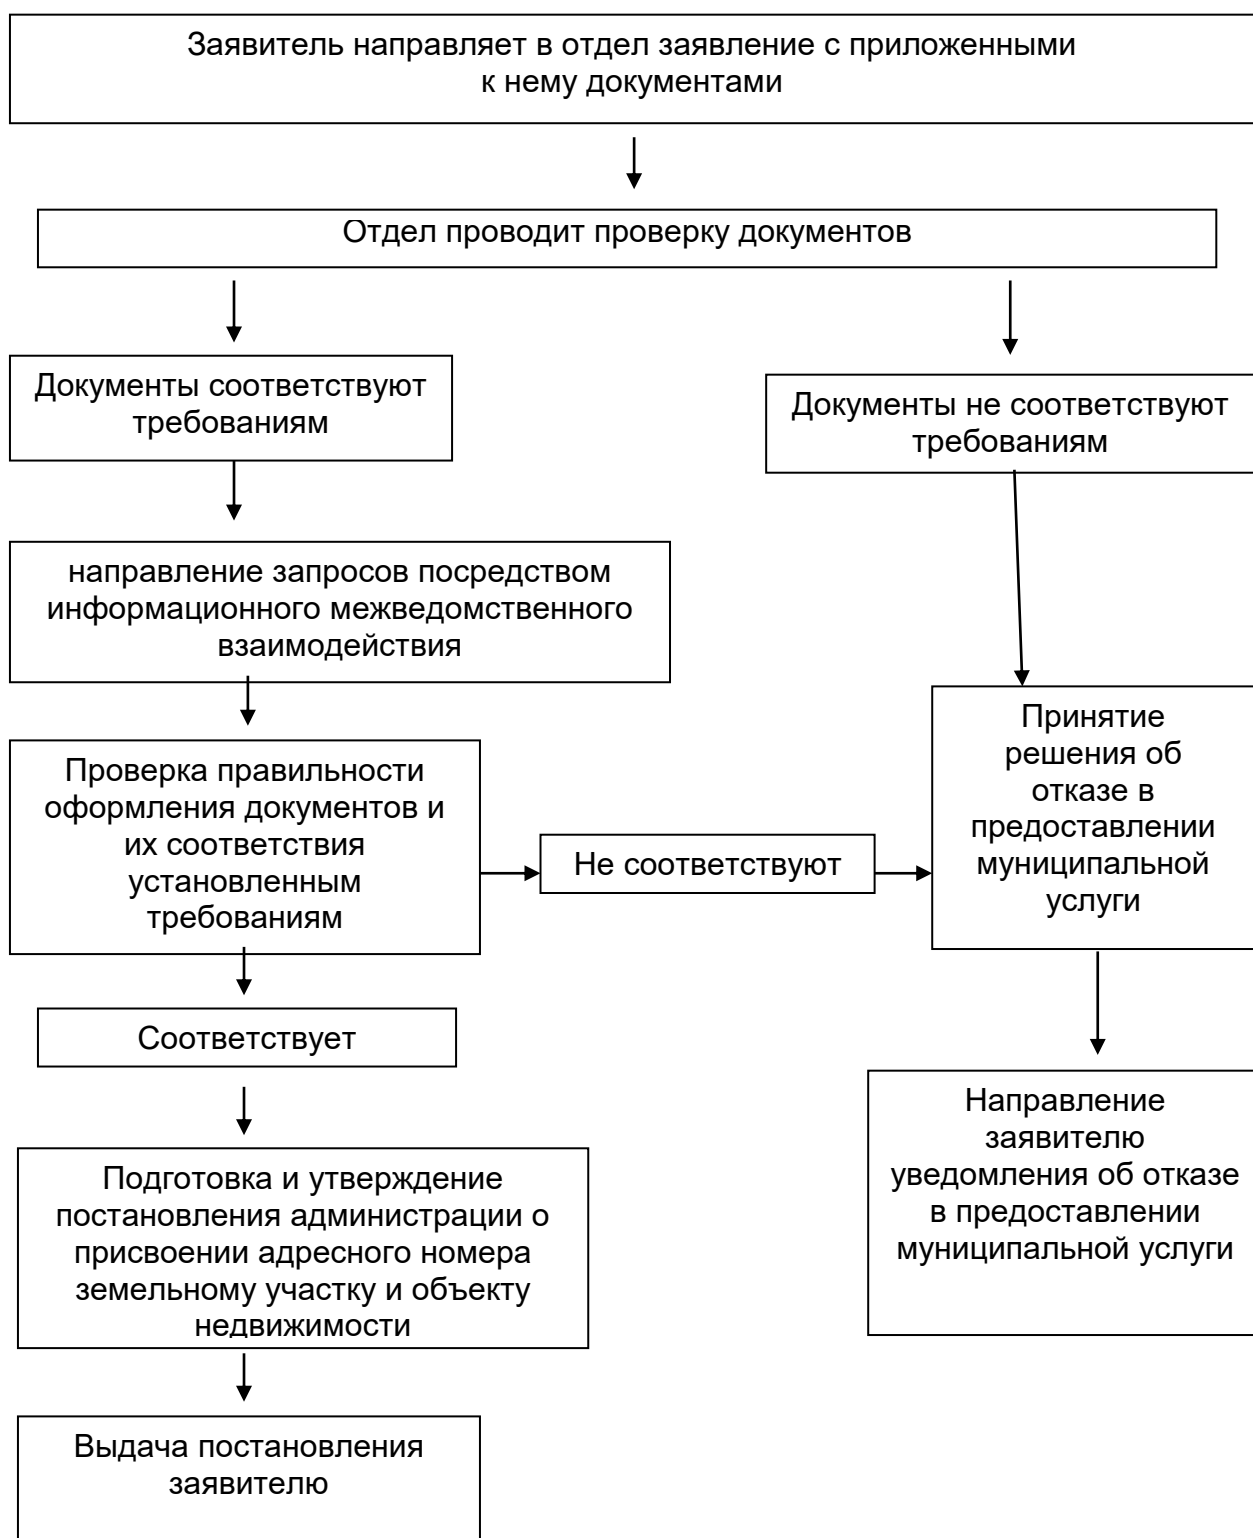 Заявитель направляет в отдел заявление с приложенными
к нему документами
Отдел проводит проверку документов
Документы соответствуют
требованиям
Документы не соответствуют
требованиям
направление запросов посредством
информационного межведомственного
взаимодействия
Проверка правильности
оформления документов и
их соответствия
установленным
требованиям
Не соответствуют
Принятие
решения об
отказе в
предоставлении
муниципальной
услуги
Соответствует
Направление
заявителю
уведомления об отказе
в предоставлении
муниципальной услуги
Подготовка и утверждение
постановления администрации о
присвоении адресного номера
земельному участку и объекту
недвижимости
Выдача постановления
заявителю